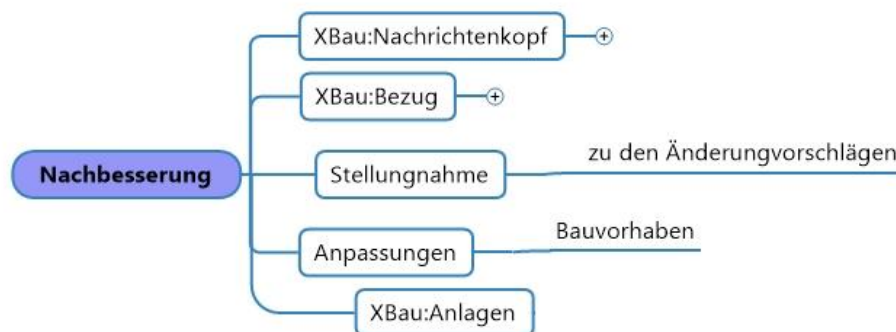 XBau:Nachrichtenkopf
XBau:Bezug
Nachbesserung
Stellungnahme
zu den Änderungvorschlägen
Anpassungen
Bauvorhaben
XBau:Anlagen